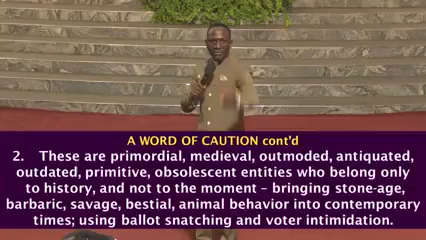 A WORD OF CAUTION cont'd
2. These are primordial, medieval, outmoded, antiquated,
outdated, primitive, obsolescent entities who belong only
to history, and not to the moment – bringing stone-age,
barbaric, savage, bestial, animal behavior into contemporary
times; using ballot snatching and voter intimidation.